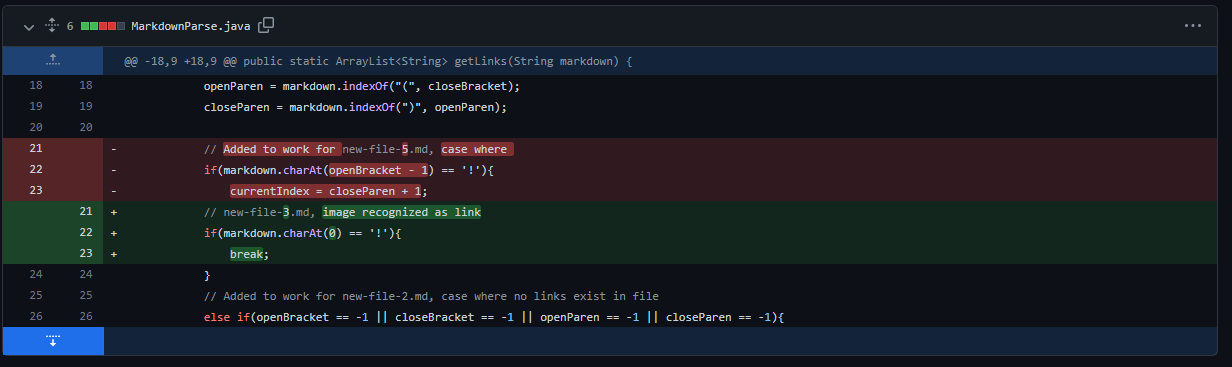 6 MarkdownParse.java
@@ -18,9 +18,9 @@ public static ArrayList<String> getLinks(String markdown) {
18 18 openParen = markdown.indexOf("(", closeBracket);
19 19 closeParen = markdown.indexOf(")", openParen);
20 20
21 - // Added to work for new-file-5.md, case where
22 - if(markdown.charAt(openBracket - 1) == '!'){
23 - currentIndex = closeParen + 1;
21 + // new-file-3.md, image recognized as link
22 + if(markdown.charAt(0) == '!'){
23 + break;
24 24 }
25 25 // Added to work for new-file-2.md, case where no links exist in file
26 26 else if(openBracket == -1 || closeBracket == -1 || openParen == -1 || closeParen == -1){